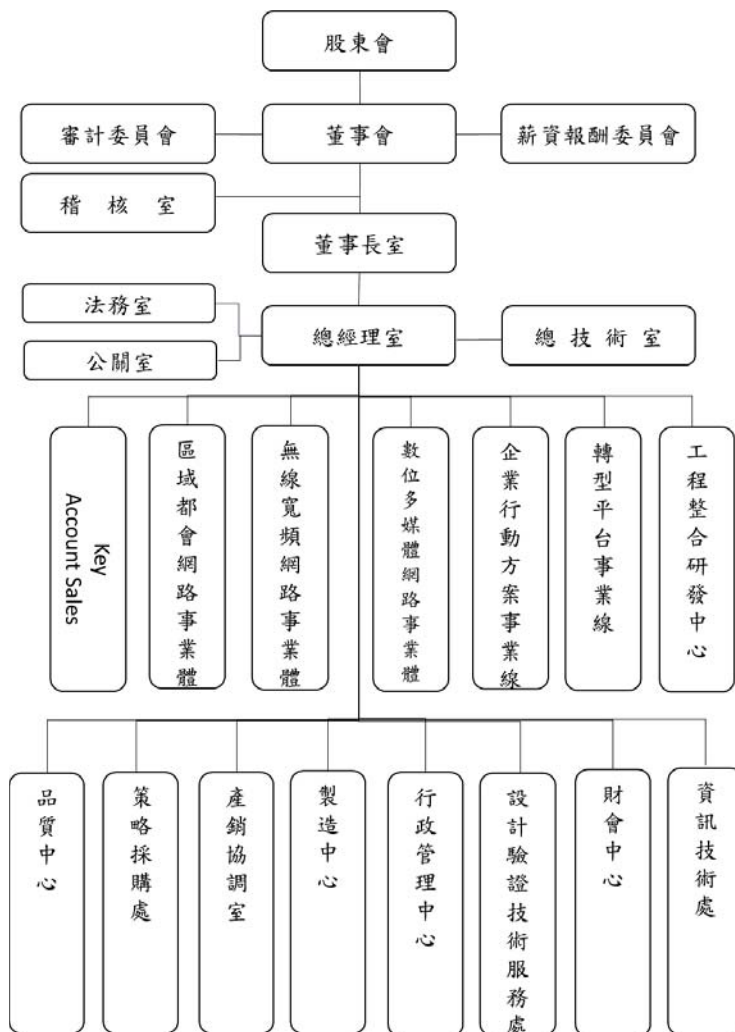 股東會
審計委員會
董事會
薪資報酬委員會
稽核室
董事長室
法務室
總經理室
總技術室
公關室
Key
Account Sales
區域都會網路事業體
無線寬頻網路事業體
數位多媒體網路事業體
企業行動方案事業線
轉型平台事業線
工程整合研發中心
品質中心
策略採購處
產銷協調室
製造中心
行政管理中心
設計驗證技術服務處
財會中心
資訊技術處